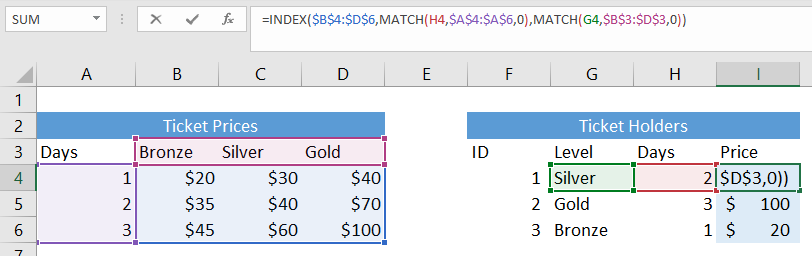 SUM =INDEX($B$4:$D$6,MATCH(H4,$A$4:$A$6,0),MATCH(G4,$B$3:$D$3,0))
A B C D E F G H I
1
2 Ticket Prices Ticket Holders
3 Days Bronze Silver Gold ID Level Days Price
4 1 $20 $30 $40 1 Silver 2 $D$3,0))
5 2 $35 $40 $70 2 Gold 3 $ 100
6 3 $45 $60 $100 3 Bronze 1 $ 20
7